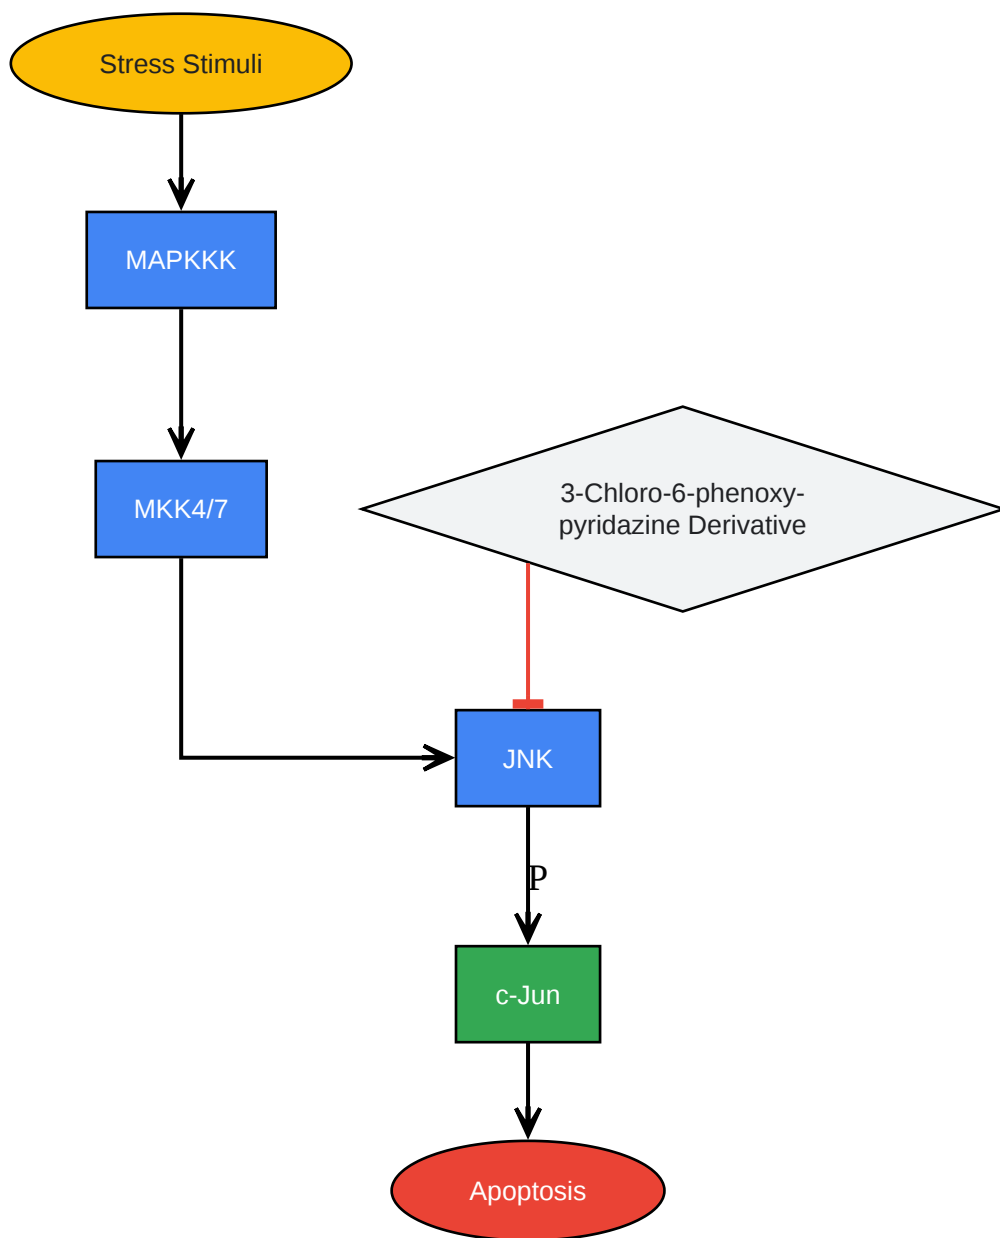 Stress Stimuli
MAPKKK
MKK4/7
3-Chloro-6-phenoxy-
pyridazine Derivative
JNK
P
c-Jun
Apoptosis